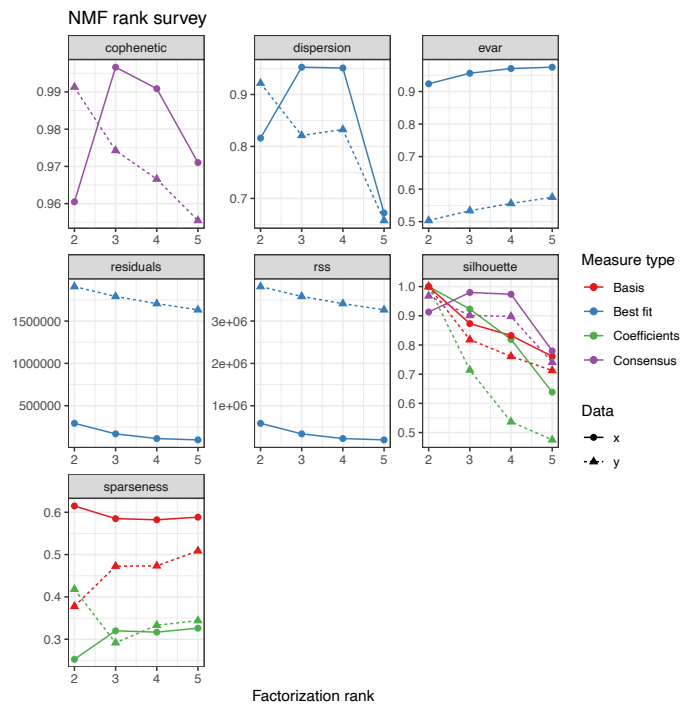 NMF rank survey
cophenetic
dispersion
evar
0.99
0.98
0.97
0.96
2 3 4 5
0.9
0.7
2 3 4 5
0.9
0.8
0.7
0.6
0.5
2 3 4 5
residuals
rss
silhouette
1500000
1000000
500000
2 3 4 5
3e+06
2e+06
1e+06
2 3 4 5
1.0
0.9
0.8
0.7
0.6
0.5
2 3 4 5
Measure type
Basis
Best fit
Coefficients
Consensus
Data
x
y
sparseness
0.6
0.5
0.4
0.3
2 3 4 5
Factorization rank